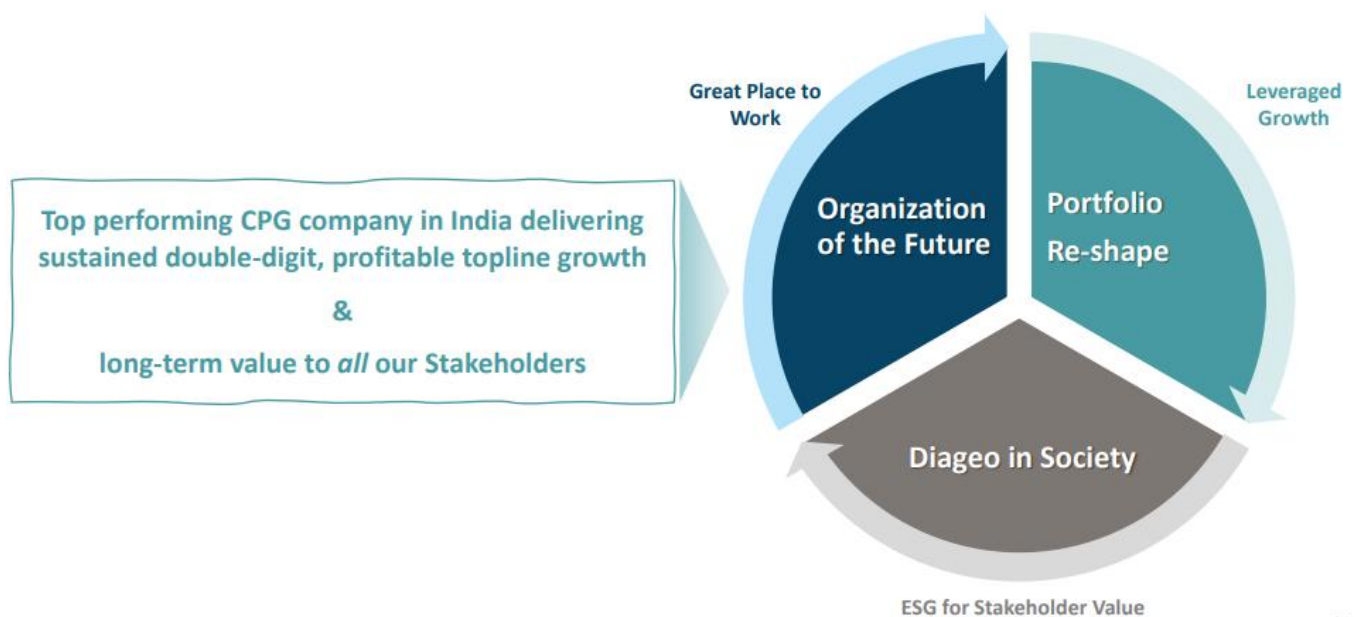 Top performing CPG company in India delivering
sustained double-digit, profitable topline growth
&
long-term value to all our Stakeholders
Great Place to
Work
Leveraged
Growth
Organization
of the Future
Portfolio
Re-shape
Diageo in Society
ESG for Stakeholder Value